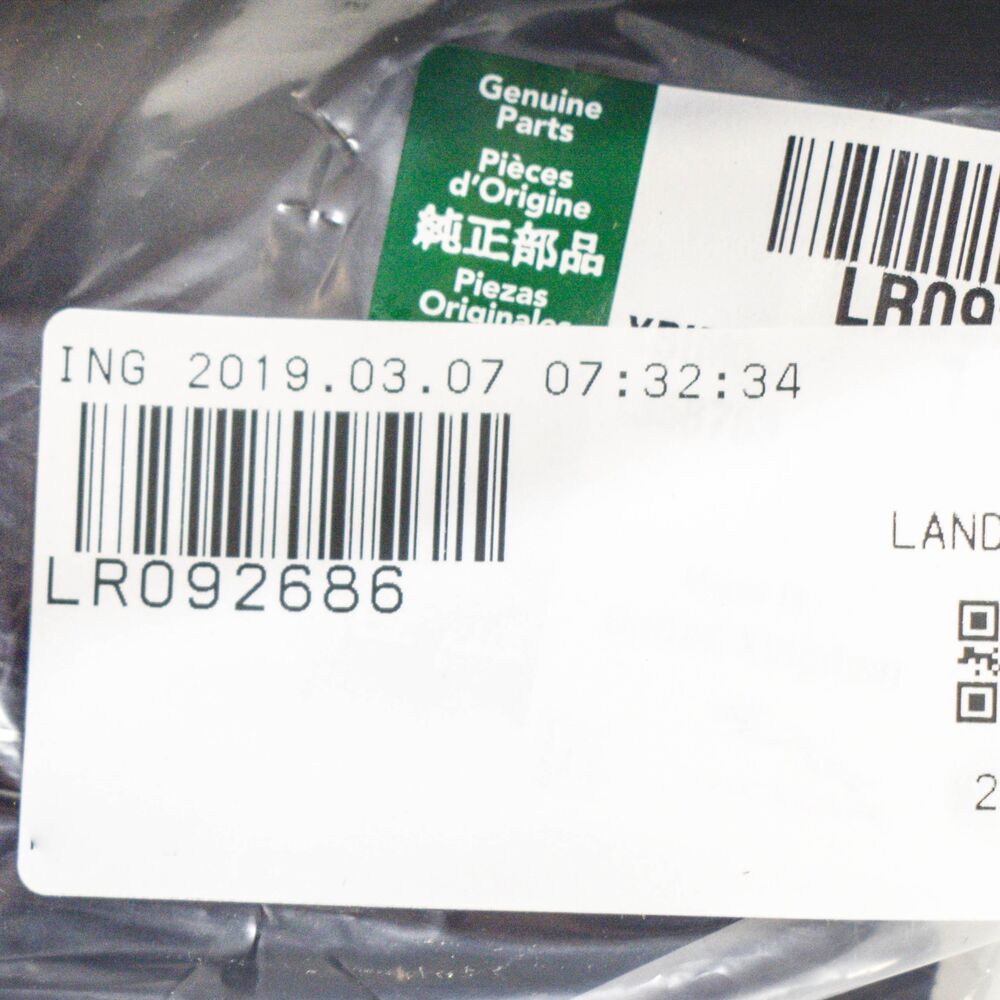 Genuine
Parts
Pièces
d'Origine
純正部品
Piezas
Originales
LR09
ING 2019.03.07 07:32:34
LR092686
LAND
2